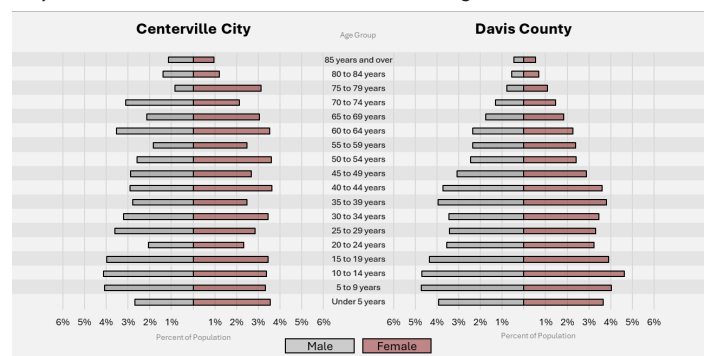 Centerville City
Age Group
Davis County
85 years and over
80 to 84 years
75 to 79 years
70 to 74 years
65 to 69 years
60 to 64 years
55 to 59 years
50 to 54 years
45 to 49 years
40 to 44 years
35 to 39 years
30 to 34 years
25 to 29 years
20 to 24 years
15 to 19 years
10 to 14 years
5 to 9 years
Under 5 years
6% 5% 4% 3% 2% 1% 1% 2% 3% 4% 5% 6% 6% 5% 4% 3% 2% 1% 1% 2% 3% 4% 5% 6%
Percent of Population
Percent of Population
Male
Female